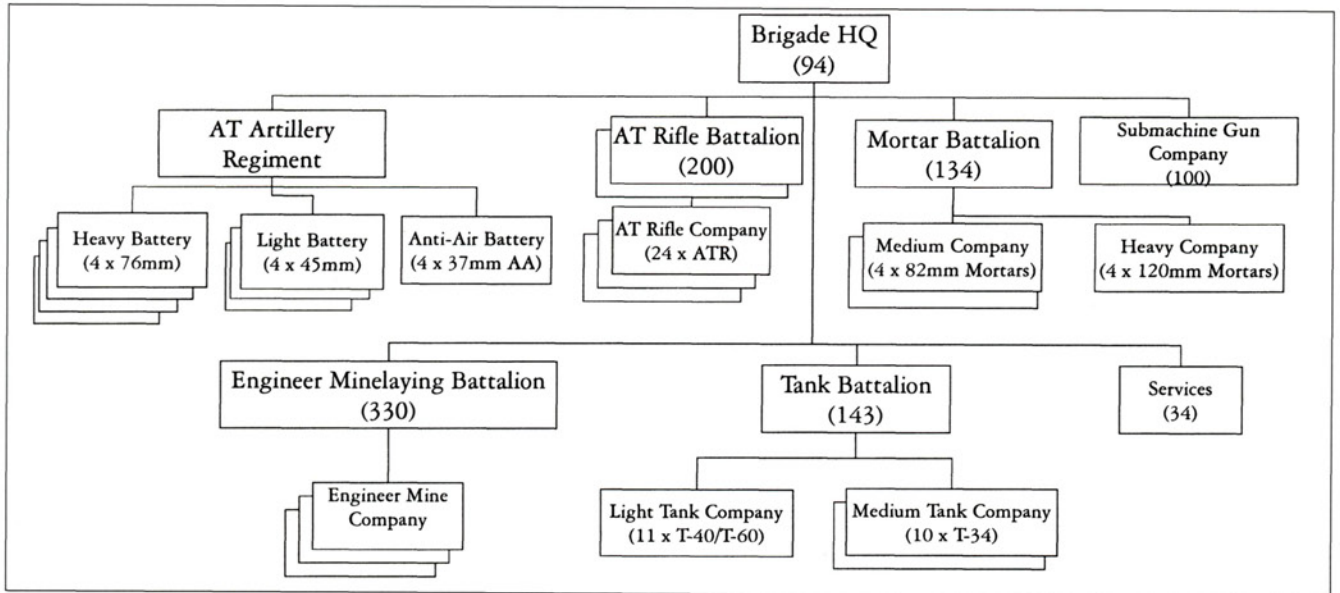 Brigade HQ
(94)
AT Artillery
Regiment
AT Rifle Battalion
(200)
Mortar Battalion
(134)
Submachine Gun
Company
(100)
Heavy Battery
(4 x 76mm)
Light Battery
(4 x 45mm)
Anti-Air Battery
(4 x 37mm AA)
AT Rifle Company
(24 x ATR)
Medium Company
(4 x 82mm Mortars)
Heavy Company
(4 x 120mm Mortars)
Engineer Minelaying Battalion
(330)
Tank Battalion
(143)
Services
(34)
Engineer Mine
Company
Light Tank Company
(11 x T-40/T-60)
Medium Tank Company
(10 x T-34)